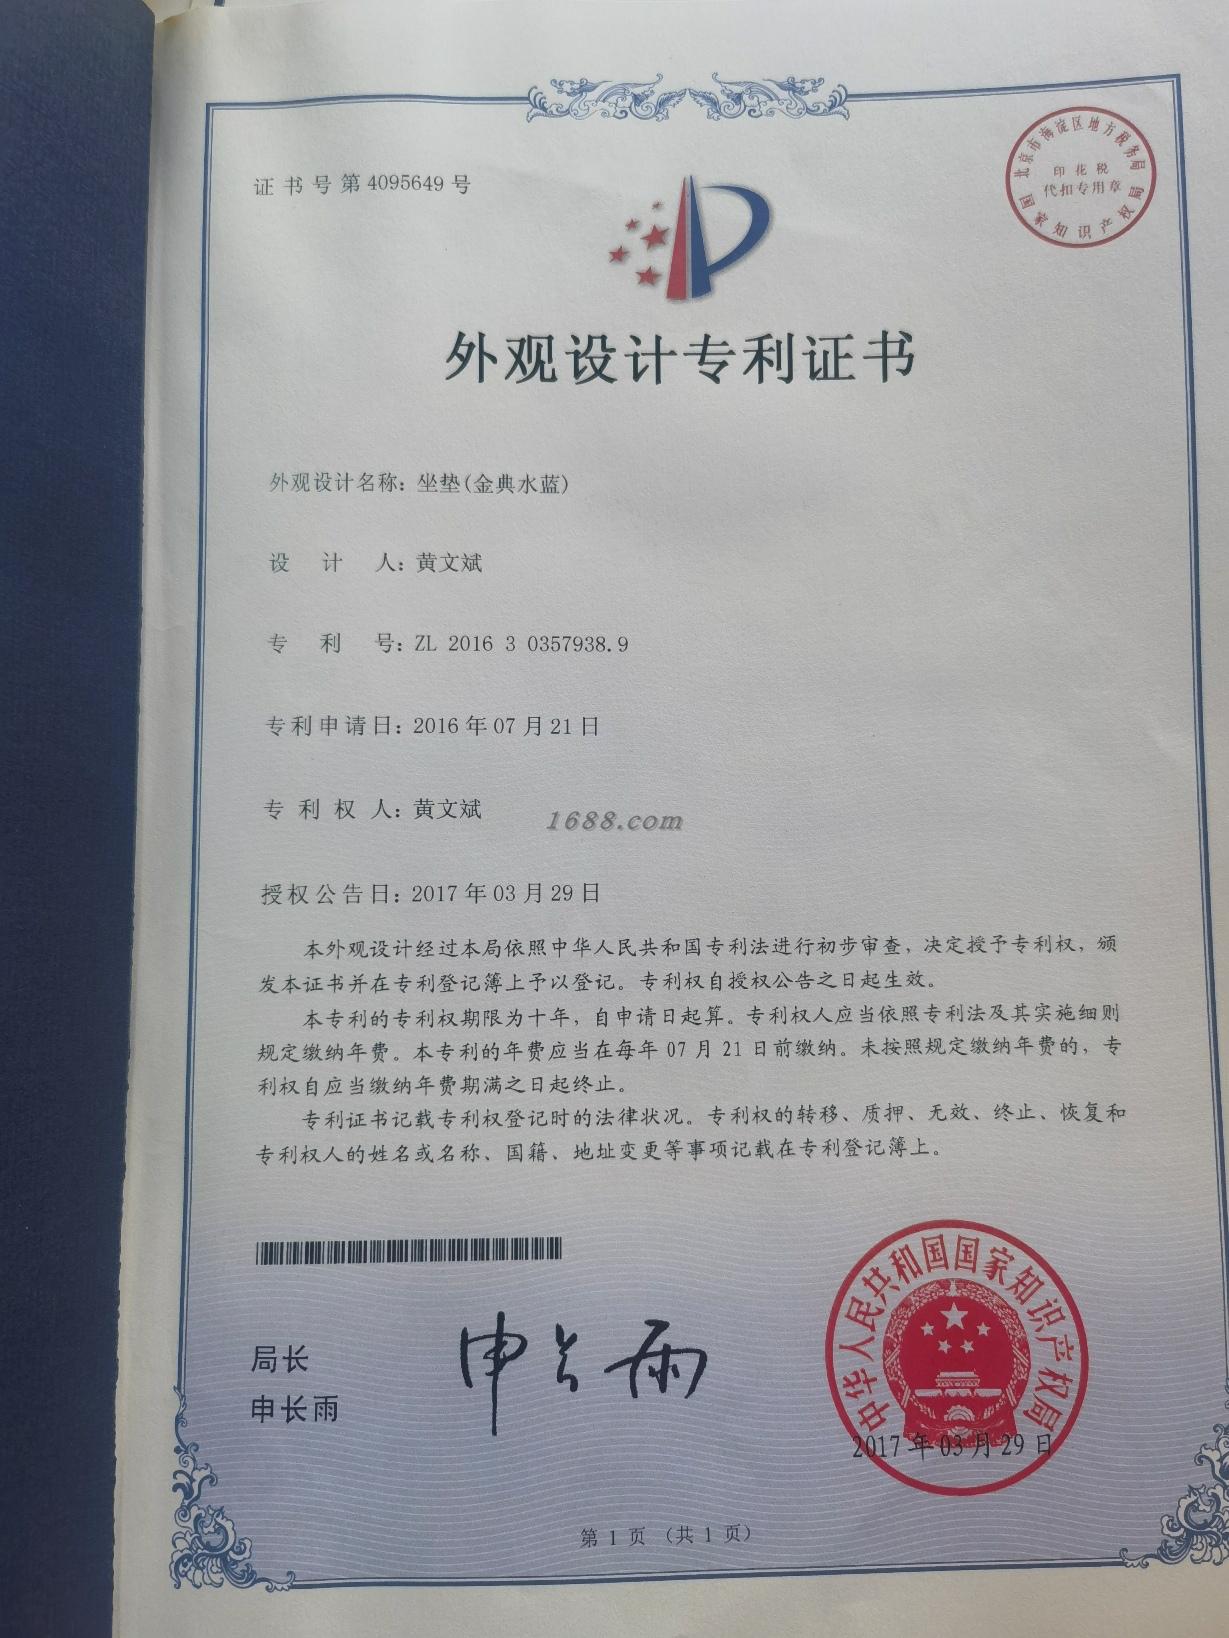 证书号第4095649号
北京市海淀区地方税务局
印花税
代扣专用章
国家知识产权局
外观设计专利证书
外观设计名称：坐垫(金典水蓝)
设计人：黄文斌
专利号：ZL 2016 3 0357938.9
专利申请日：2016年07月21日
专利权人：黄文斌
1688.com
授权公告日：2017年03月29日
本外观设计经过本局依照中华人民共和国专利法进行初步审查，决定授予专利权，颁
发本证书并在专利登记簿上予以登记。专利权自授权公告之日起生效。
本专利的专利权期限为十年，自申请日起算。专利权人应当依照专利法及其实施细则
规定缴纳年费。本专利的年费应当在每年07月21日前缴纳。未按照规定缴纳年费的，专
利权自应当缴纳年费期满之日起终止。
专利证书记载专利权登记时的法律状况。专利权的转移、质押、无效、终止、恢复和
专利权人的姓名或名称、国籍、地址变更等事项记载在专利登记簿上。
局长
申长雨
申长雨
中华人民共和国国家知识产权局
2017年03月29日
第1页（共1页）